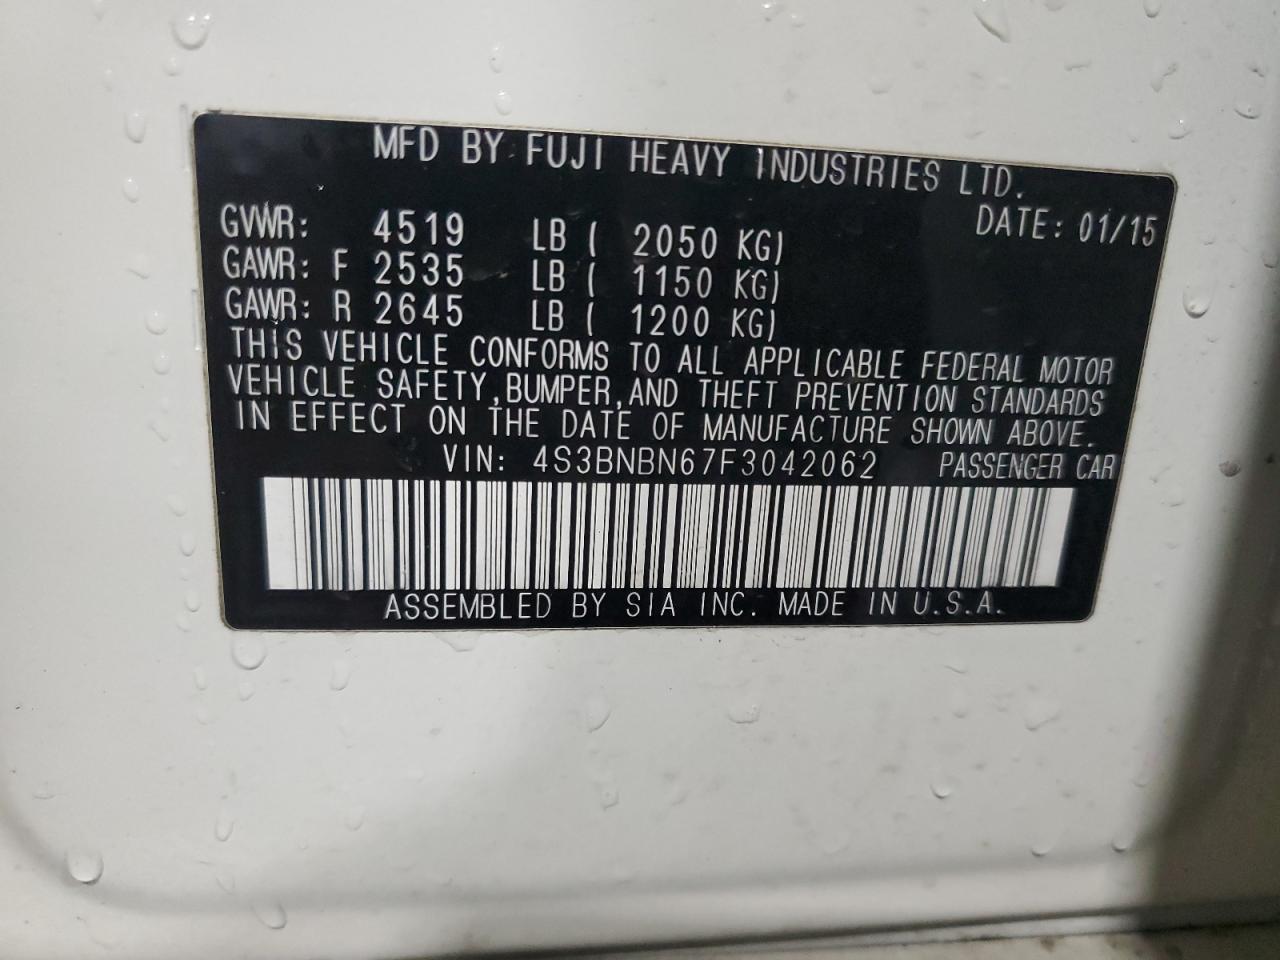 MFD BY FUJI HEAVY INDUSTRIES LTD.
DATE: 01/15
GVWR: 4519 LB ( 2050 KG)
GAWR: F 2535 LB ( 1150 KG)
GAWR: R 2645 LB ( 1200 KG)
THIS VEHICLE CONFORMS TO ALL APPLICABLE FEDERAL MOTOR
VEHICLE SAFETY, BUMPER, AND THEFT PREVENTION STANDARDS
IN EFFECT ON THE DATE OF MANUFACTURE SHOWN ABOVE.
VIN: 4S3BNBN67F3042062 PASSENGER CAR
ASSEMBLED BY SIA INC. MADE IN U.S.A.